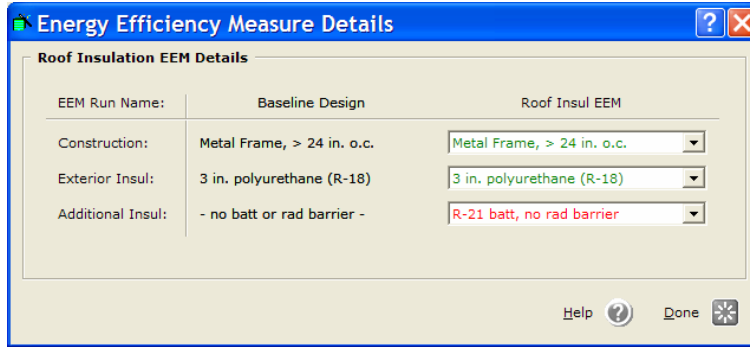 Energy Efficiency Measure Details
Roof Insulation EEM Details
EEM Run Name: Baseline Design Roof Insul EEM
Construction: Metal Frame, > 24 in. o.c. Metal Frame, > 24 in. o.c.
Exterior Insul: 3 in. polyurethane (R-18) 3 in. polyurethane (R-18)
Additional Insul: - no batt or rad barrier - R-21 batt, no rad barrier
Help Done